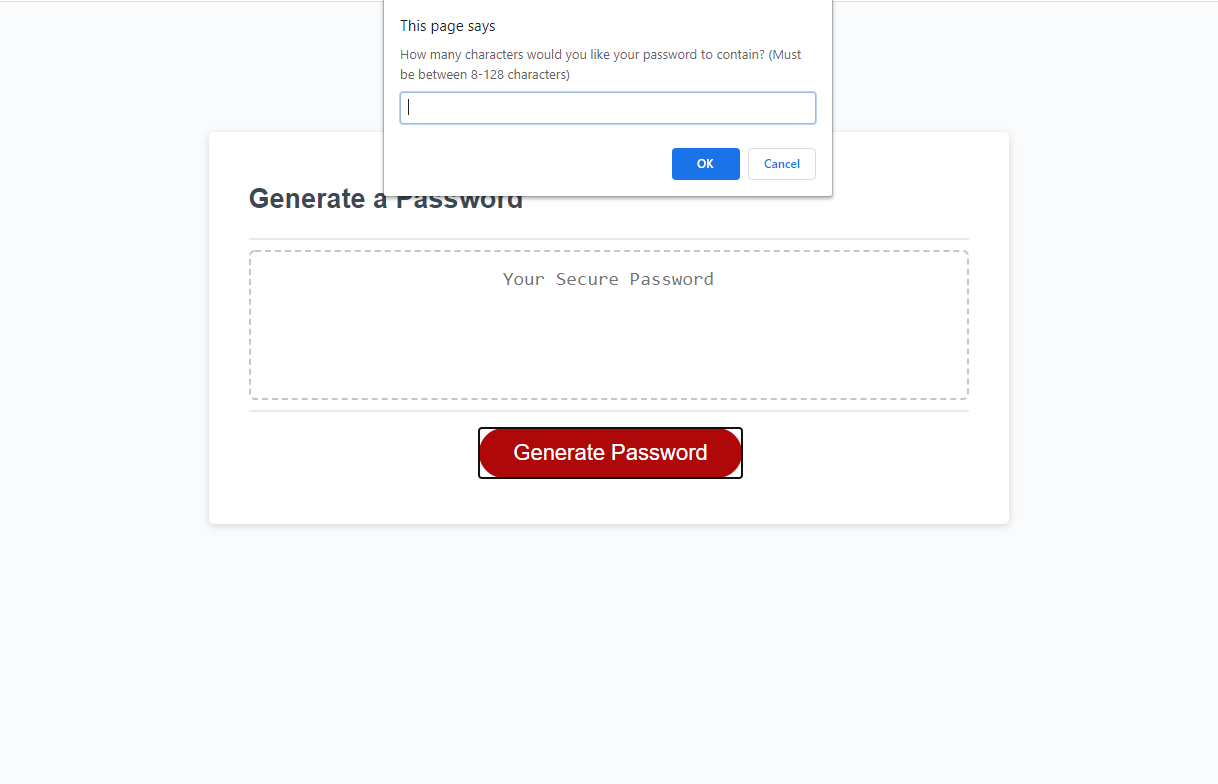 This page says
How many characters would you like your password to contain? (Must
be between 8-128 characters)
OK
Cancel
Generate a Password
Your Secure Password
Generate Password